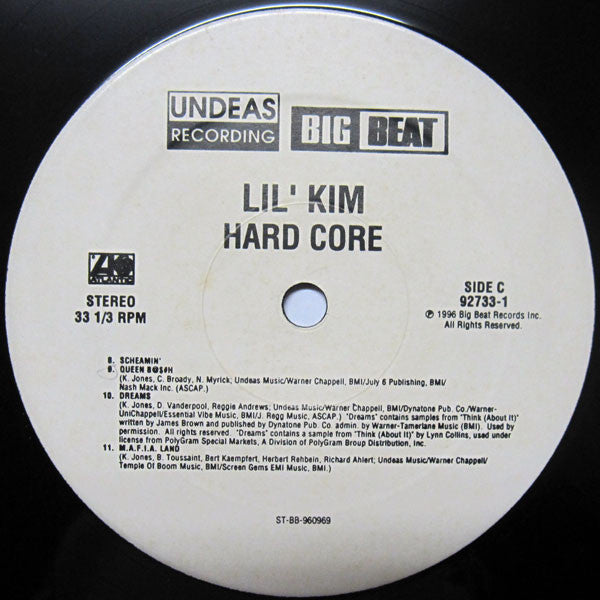 UNDEAS
RECORDING
BIG BEAT
LIL' KIM
HARD CORE
ATLANTIC
STEREO
33 1/3 RPM
SIDE C
92733-1
℗ 1996 Big Beat Records Inc.
All Rights Reserved.
8. SCHEAMIN'
9. QUEEN B@$#H
(K. Jones, C. Broady, N. Myrick; Undeas Music/Warner Chappell, BMI/July 6 Publishing, BMI/
Nash Mack Inc. (ASCAP.)
10. DREAMS
(K. Jones, D. Vanderpool, Reggie Andrews; Undeas Music/Warner Chappell, BMI/Dynatone Pub. Co./Warner-
UniChappell/Essential Vibe Music, BMI/J. Regg Music, ASCAP.) "Dreams" contains samples from "Think (About It)"
written by James Brown and published by Dynatone Pub Co. admin. by Warner-Tamerlane Music (BMI). Used by
permission. All rights reserved. "Dreams" contains a sample from "Think (About It)" by Lynn Collins, used under
license from PolyGram Special Markets, A Division of PolyGram Group Distribution, Inc.
11. M.A.F.I.A. LAND
(K. Jones, B. Toussaint, Bert Kaempfert, Herbert Rehbein, Richard Ahlert; Undeas Music/Warner Chappell/
Temple Of Boom Music, BMI/Screen Gems EMI Music, BMI.)
ST-BB-960969